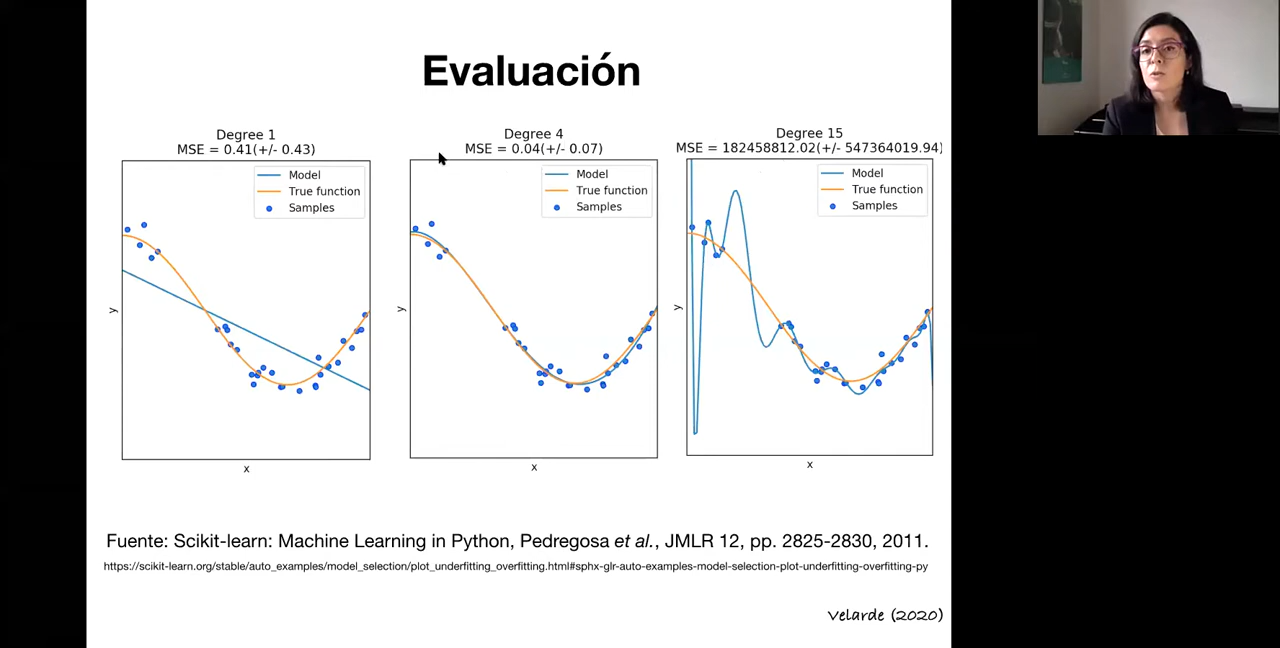 Evaluación
Degree 1
MSE = 0.41(+/- 0.43)
Model
True function
Samples
y
x
Degree 4
MSE = 0.04(+/- 0.07)
Model
True function
Samples
y
x
Degree 15
MSE = 182458812.02(+/- 547364019.94)
Model
True function
Samples
y
x
Fuente: Scikit-learn: Machine Learning in Python, Pedregosa et al., JMLR 12, pp. 2825-2830, 2011.
https://scikit-learn.org/stable/auto_examples/model_selection/plot_underfitting_overfitting.html#sphx-glr-auto-examples-model-selection-plot-underfitting-overfitting-py
Velarde (2020)